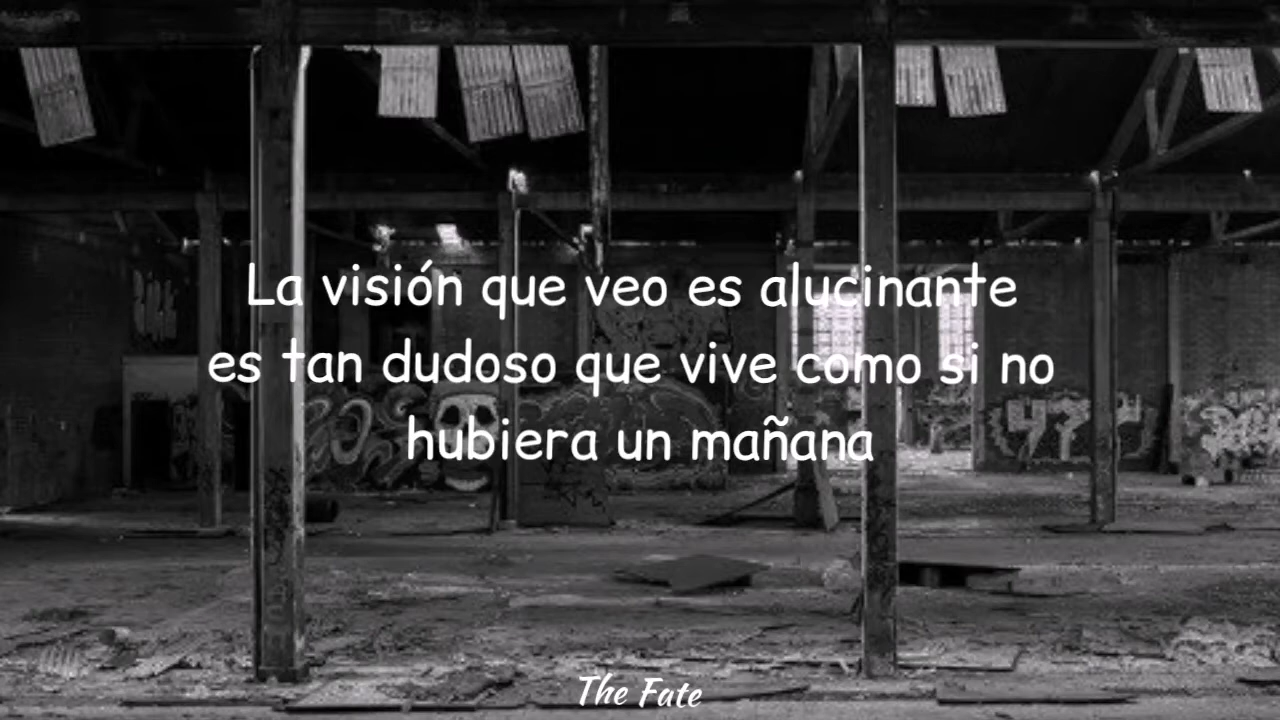 La visión que veo es alucinante
es tan dudoso que vive como si no
hubiera un mañana
The Fate